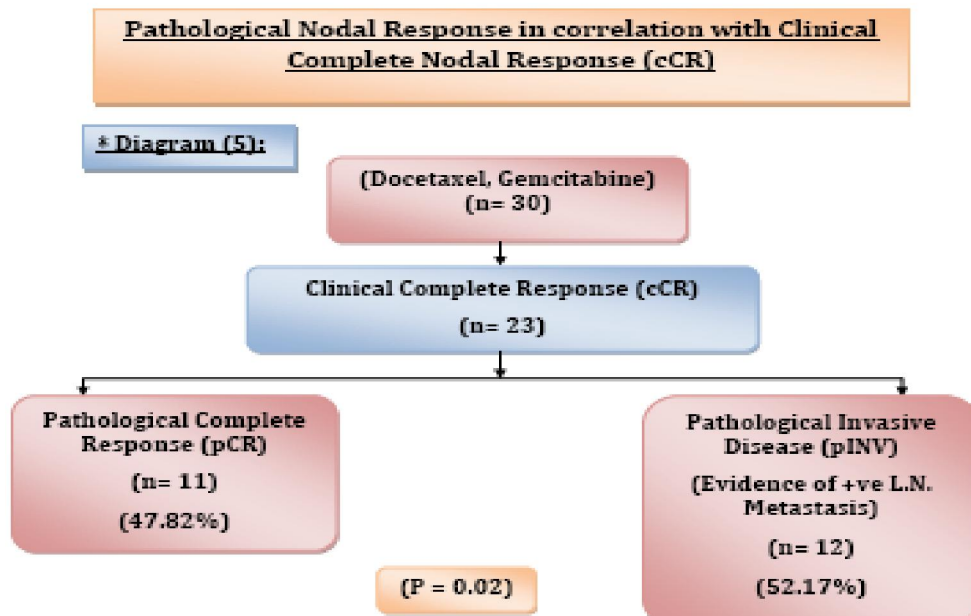 Pathological Nodal Response in correlation with Clinical
Complete Nodal Response (cCR)
* Diagram (5):
(Docetaxel, Gemcitabine)
(n= 30)
Clinical Complete Response (cCR)
(n= 23)
Pathological Complete
Response (pCR)
(n= 11)
(47.82%)
Pathological Invasive
Disease (pINV)
(Evidence of +ve L.N.
Metastasis)
(n= 12)
(52.17%)
(P = 0.02)